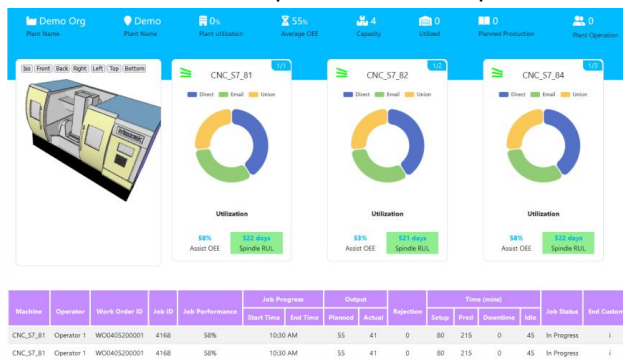 Demo Org Demo 0% 55% 4 0 0 0
Plant Name Plant Name Plant utilization Average OEE Capacity Utilized Planned Production Plant Operation
Iso Front Back Right Left Top Bottom
1/1
CNC_S7_81
Direct Email Union
Utilization
58% 522 days
Assist OEE Spindle RUL
1/2
CNC_S7_82
Direct Email Union
Utilization
53% 521 days
Assist OEE Spindle RUL
1/3
CNC_S7_84
Direct Email Union
Utilization
58% 522 days
Assist OEE Spindle RUL
Job Progress Output Time (mins)
Machine Operator Work Order ID Job ID Job Performance Start Time End Time Planned Actual Rejection Setup Pred Downtime Idle Job Status End Custom
CNC_S7_81 Operator 1 WO0405200001 4168 58% 10:30 AM 55 41 0 80 215 0 45 In Progress i
CNC_S7_81 Operator 1 WO0405200001 4168 58% 10:30 AM 55 41 0 80 215 0 45 In Progress i